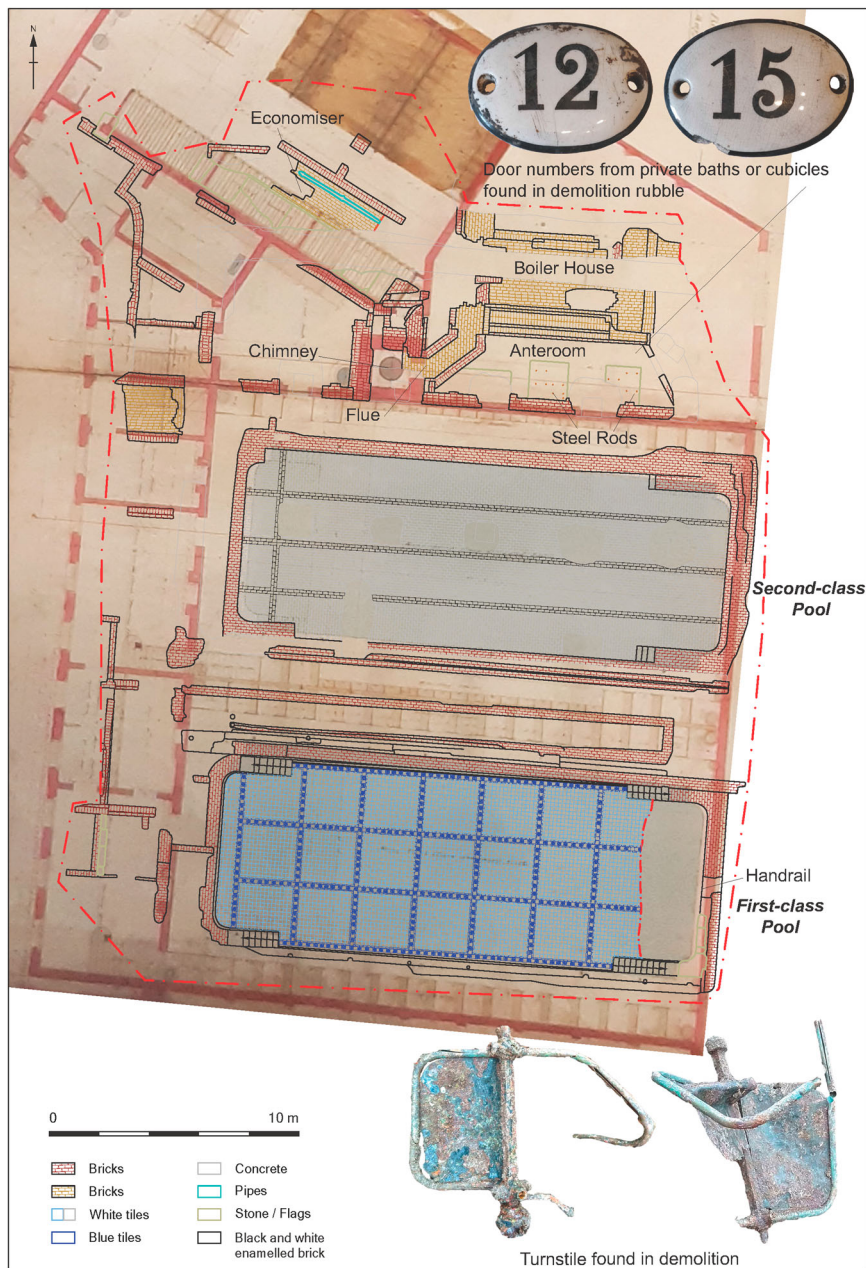 N
12
15
Door numbers from private baths or cubicles
found in demolition rubble
Economiser
Boiler House
Chimney
Anteroom
Flue
Steel Rods
Second-class
Pool
Handrail
First-class
Pool
0 10 m
Bricks
Bricks
White tiles
Blue tiles
Concrete
Pipes
Stone / Flags
Black and white
enamelled brick
Turnstile found in demolition